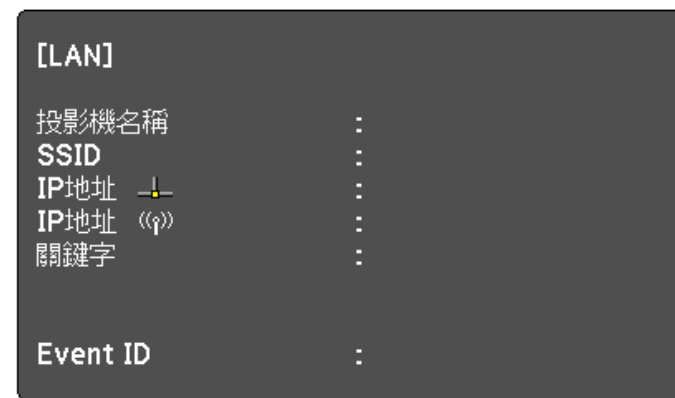 [LAN]
投影機名稱 :
SSID :
IP地址 :
IP地址 :
關鍵字 :
Event ID :